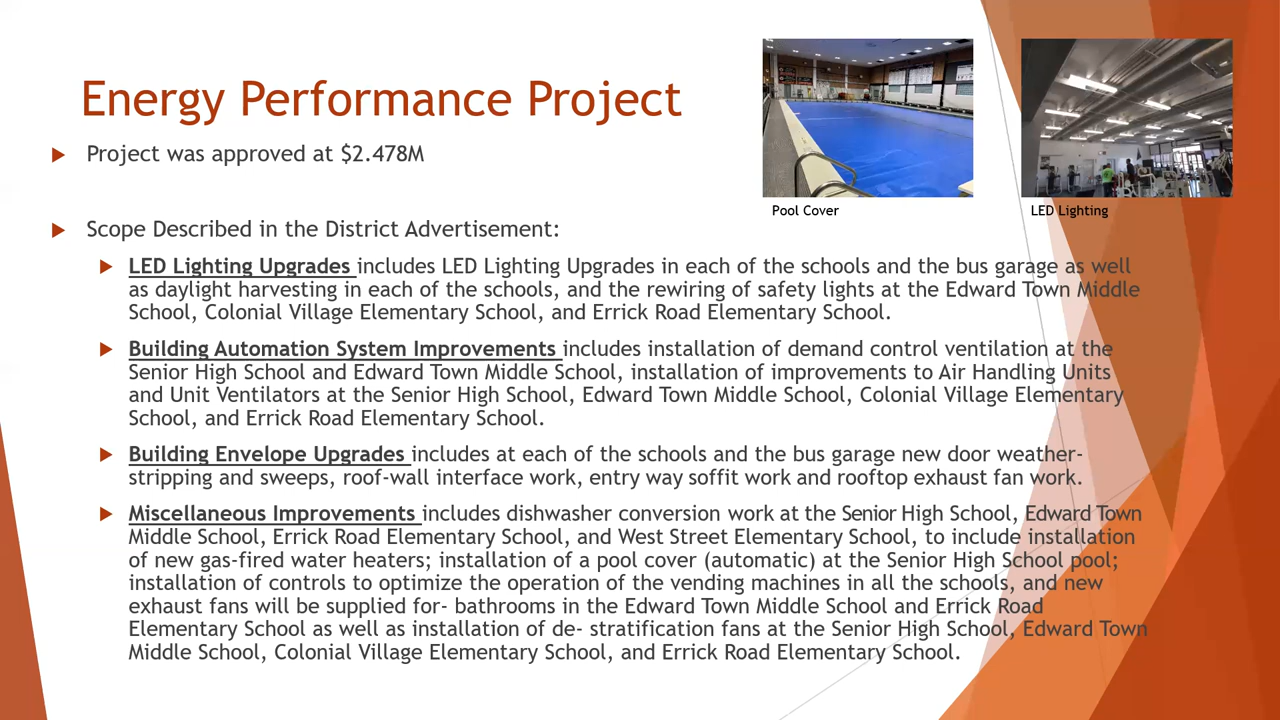 Energy Performance Project
Project was approved at $2.478M
Pool Cover
LED Lighting
Scope Described in the District Advertisement:
LED Lighting Upgrades includes LED Lighting Upgrades in each of the schools and the bus garage as well
as daylight harvesting in each of the schools, and the rewiring of safety lights at the Edward Town Middle
School, Colonial Village Elementary School, and Errick Road Elementary School.
Building Automation System Improvements includes installation of demand control ventilation at the
Senior High School and Edward Town Middle School, installation of improvements to Air Handling Units
and Unit Ventilators at the Senior High School, Edward Town Middle School, Colonial Village Elementary
School, and Errick Road Elementary School.
Building Envelope Upgrades includes at each of the schools and the bus garage new door weather-
stripping and sweeps, roof-wall interface work, entry way soffit work and rooftop exhaust fan work.
Miscellaneous Improvements includes dishwasher conversion work at the Senior High School, Edward Town
Middle School, Errick Road Elementary School, and West Street Elementary School, to include installation
of new gas-fired water heaters; installation of a pool cover (automatic) at the Senior High School pool;
installation of controls to optimize the operation of the vending machines in all the schools, and new
exhaust fans will be supplied for- bathrooms in the Edward Town Middle School and Errick Road
Elementary School as well as installation of de- stratification fans at the Senior High School, Edward Town
Middle School, Colonial Village Elementary School, and Errick Road Elementary School.